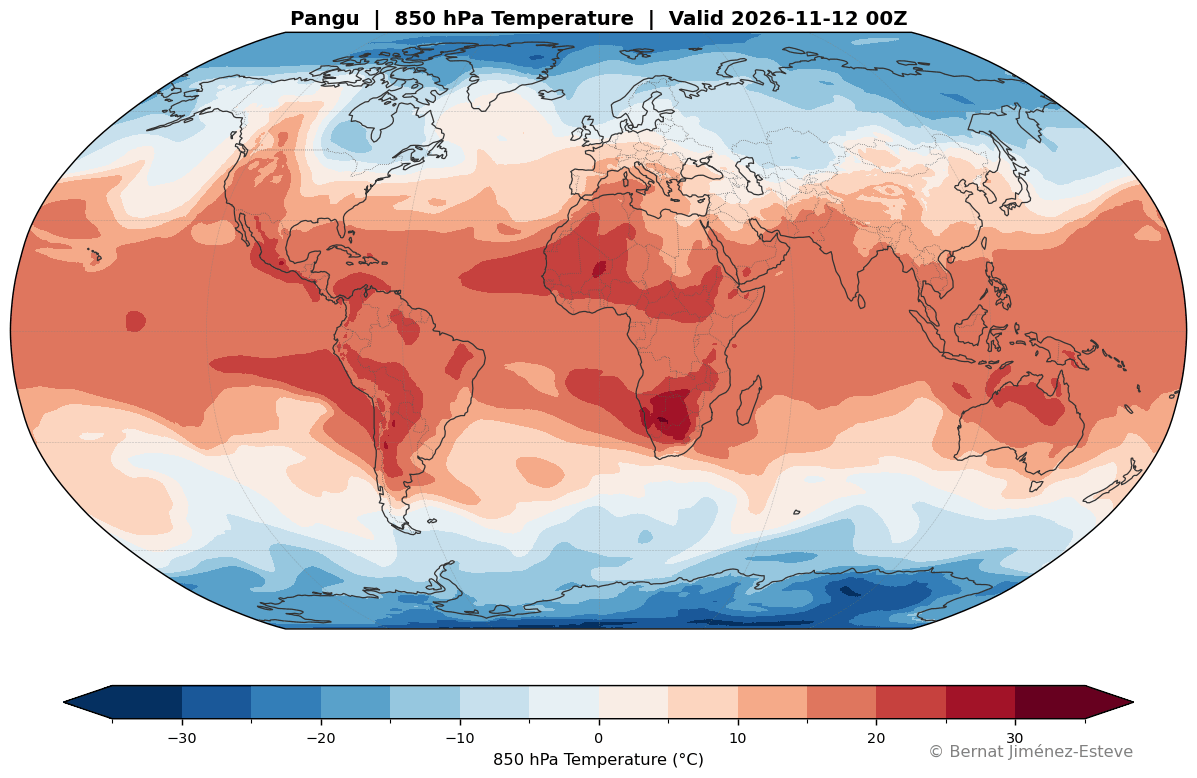 Pangu | 850 hPa Temperature | Valid 2026-11-12 00Z
−30 −20 −10 0 10 20 30
850 hPa Temperature (°C)
© Bernat Jiménez-Esteve